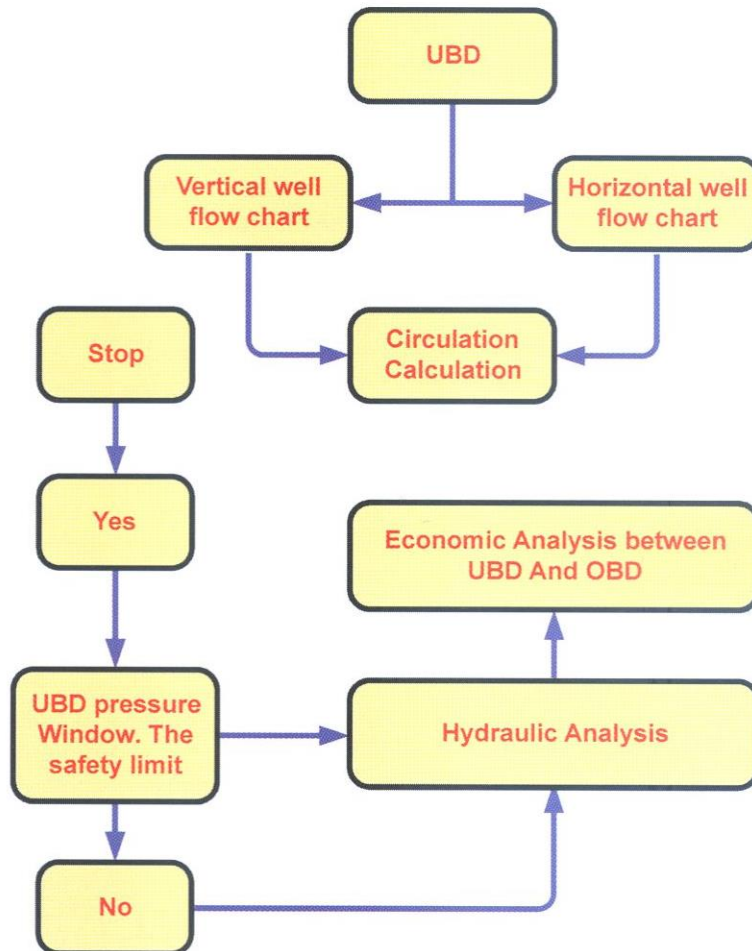 UBD
Vertical well
flow chart
Horizontal well
flow chart
Circulation
Calculation
Stop
Yes
Economic Analysis between
UBD And OBD
UBD pressure
Window. The
safety limit
Hydraulic Analysis
No